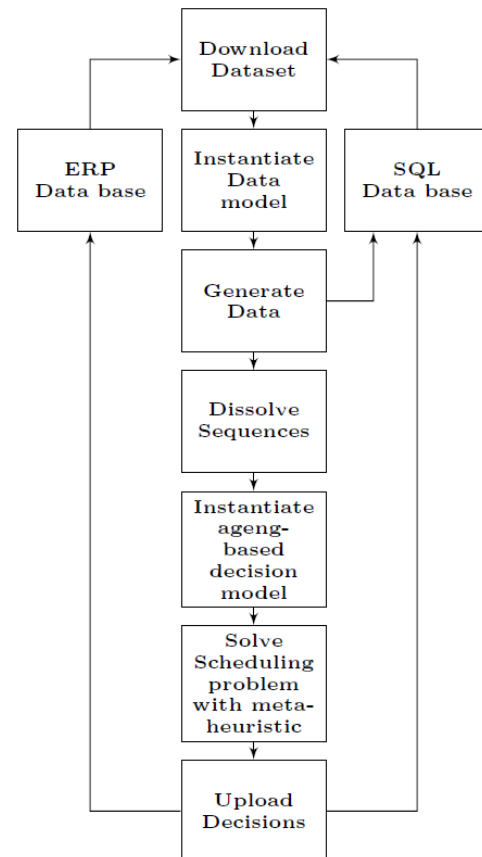 Download
Dataset
ERP
Data base
Instantiate
Data
model
SQL
Data base
Generate
Data
Dissolve
Sequences
Instantiate
ageng-
based
decision
model
Solve
Scheduling
problem
with meta-
heuristic
Upload
Decisions